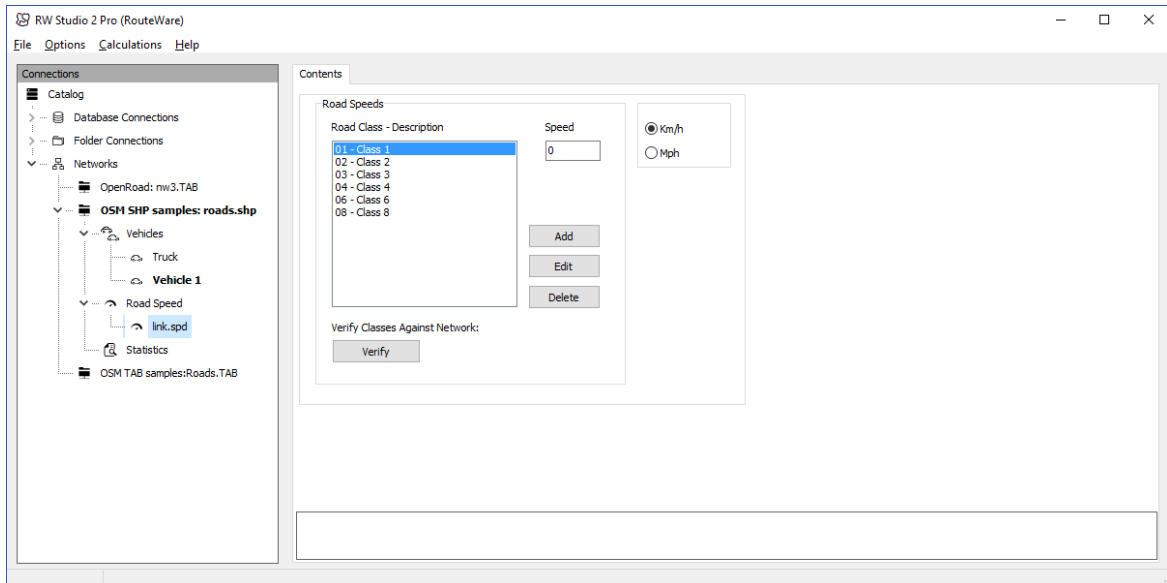 RW Studio 2 Pro (RouteWare)
File Options Calculations Help
Connections
Catalog
Database Connections
Folder Connections
Networks
OpenRoad: nw3.TAB
OSM SHP samples: roads.shp
Vehicles
Truck
Vehicle 1
Road Speed
link.spd
Statistics
OSM TAB samples:Roads.TAB
Contents
Road Speeds
Road Class - Description
Speed
01 - Class 1
02 - Class 2
03 - Class 3
04 - Class 4
06 - Class 6
08 - Class 8
0
Add
Edit
Delete
Verify Classes Against Network:
Verify
Km/h
Mph